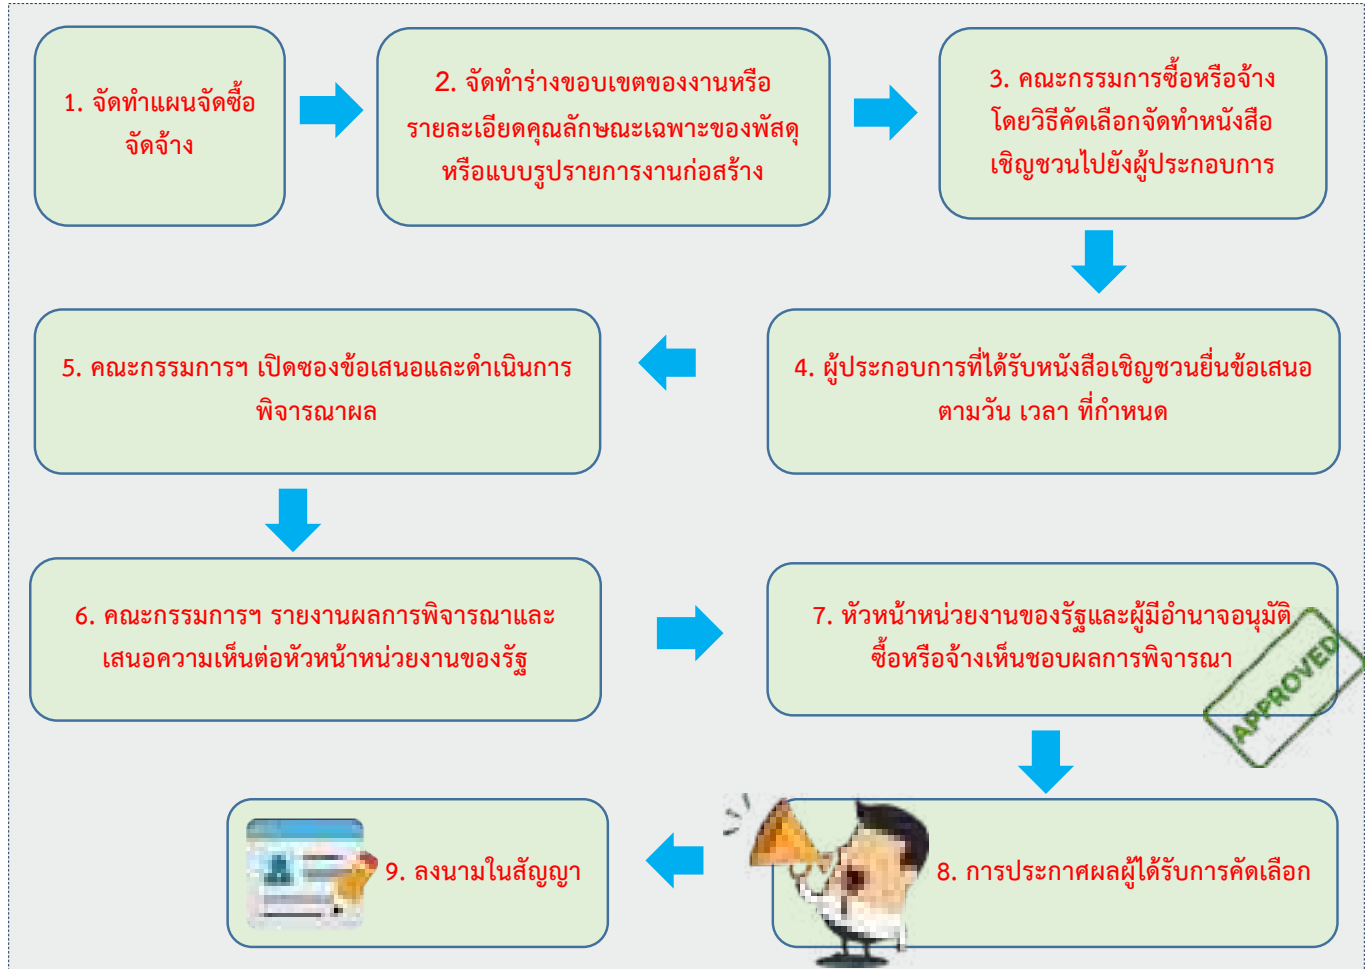 1. จัดทำแผนจัดซื้อ
จัดจ้าง
2. จัดทำร่างขอบเขตของงานหรือ
รายละเอียดคุณลักษณะเฉพาะของพัสดุ
หรือแบบรูปรายการงานก่อสร้าง
3. คณะกรรมการซื้อหรือจ้าง
โดยวิธีคัดเลือกจัดทำหนังสือ
เชิญชวนไปยังผู้ประกอบการ
4. ผู้ประกอบการที่ได้รับหนังสือเชิญชวนยื่นข้อเสนอ
ตามวัน เวลา ที่กำหนด
5. คณะกรรมการฯ เปิดซองข้อเสนอและดำเนินการ
พิจารณาผล
6. คณะกรรมการฯ รายงานผลการพิจารณาและ
เสนอความเห็นต่อหัวหน้าหน่วยงานของรัฐ
7. หัวหน้าหน่วยงานของรัฐและผู้มีอำนาจอนุมัติ
ซื้อหรือจ้างเห็นชอบผลการพิจารณา
APPROVED
8. การประกาศผลผู้ได้รับการคัดเลือก
9. ลงนามในสัญญา